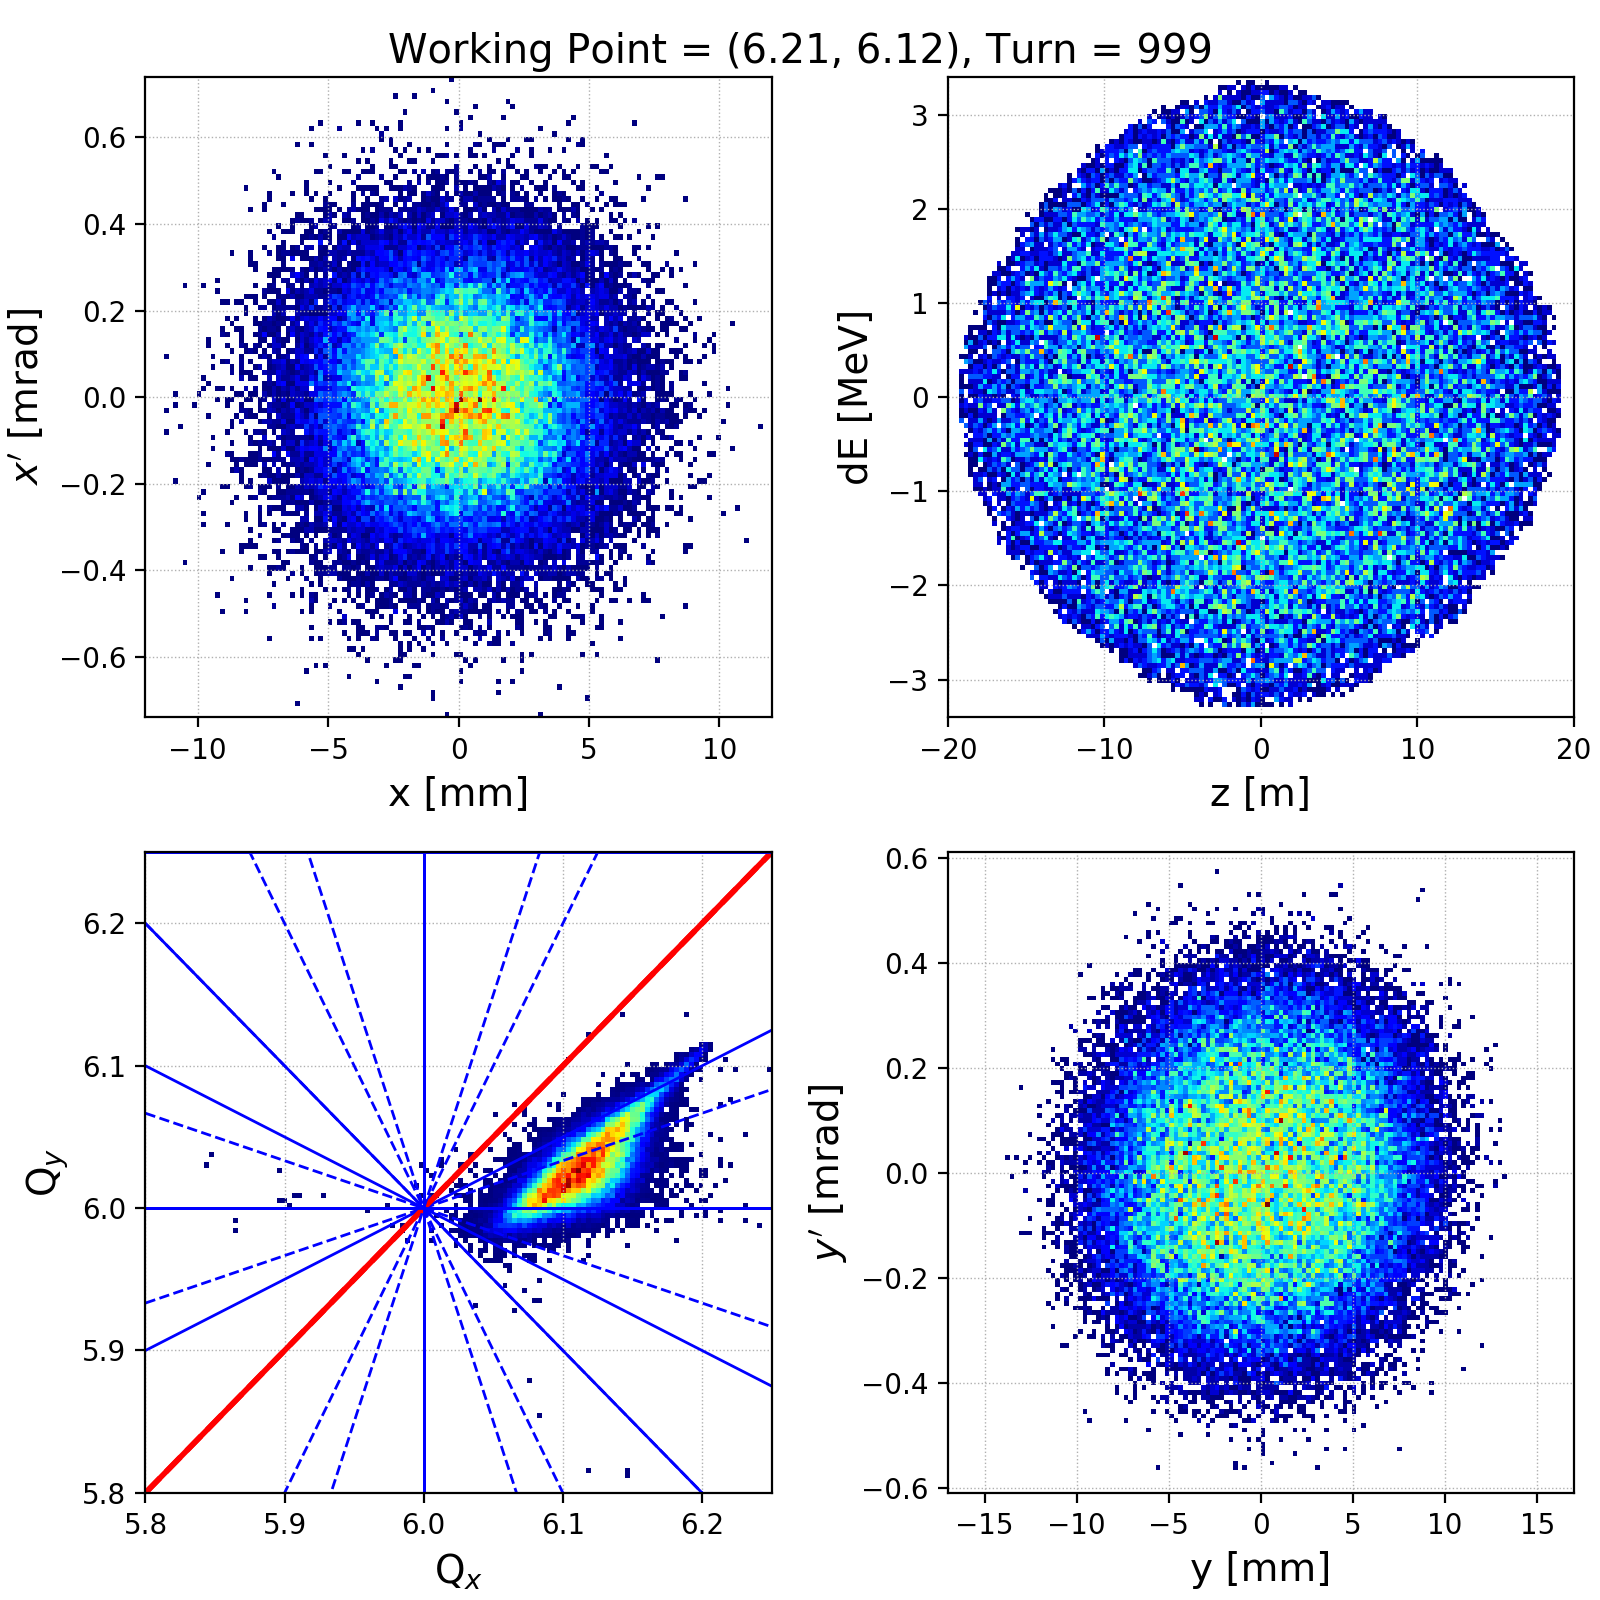 Working Point = (6.21, 6.12), Turn = 999
0.6
0.4
0.2
0.0
−0.2
−0.4
−0.6
x′ [mrad]
−10 −5 0 5 10
x [mm]
3
2
1
0
−1
−2
−3
dE [MeV]
−20 −10 0 10 20
z [m]
6.2
6.1
6.0
5.9
5.8
Qy
5.8 5.9 6.0 6.1 6.2
Qx
0.6
0.4
0.2
0.0
−0.2
−0.4
−0.6
y′ [mrad]
−15 −10 −5 0 5 10 15
y [mm]